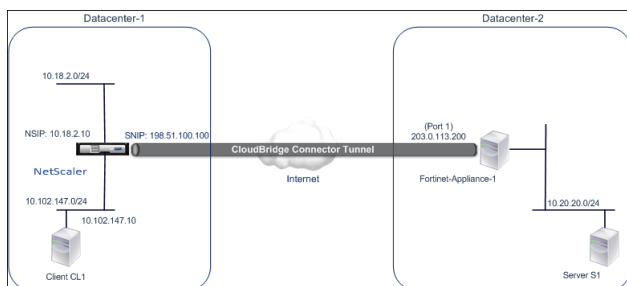 Datacenter-1
Datacenter-2
10.18.2.0/24
(Port 1)
NSIP: 10.18.2.10
SNIP: 198.51.100.100
203.0.113.200
CloudBridge Connector Tunnel
NetScaler
Internet
Fortinet-Appliance-1
10.102.147.0/24
10.20.20.0/24
10.102.147.10
Client CL1
Server S1